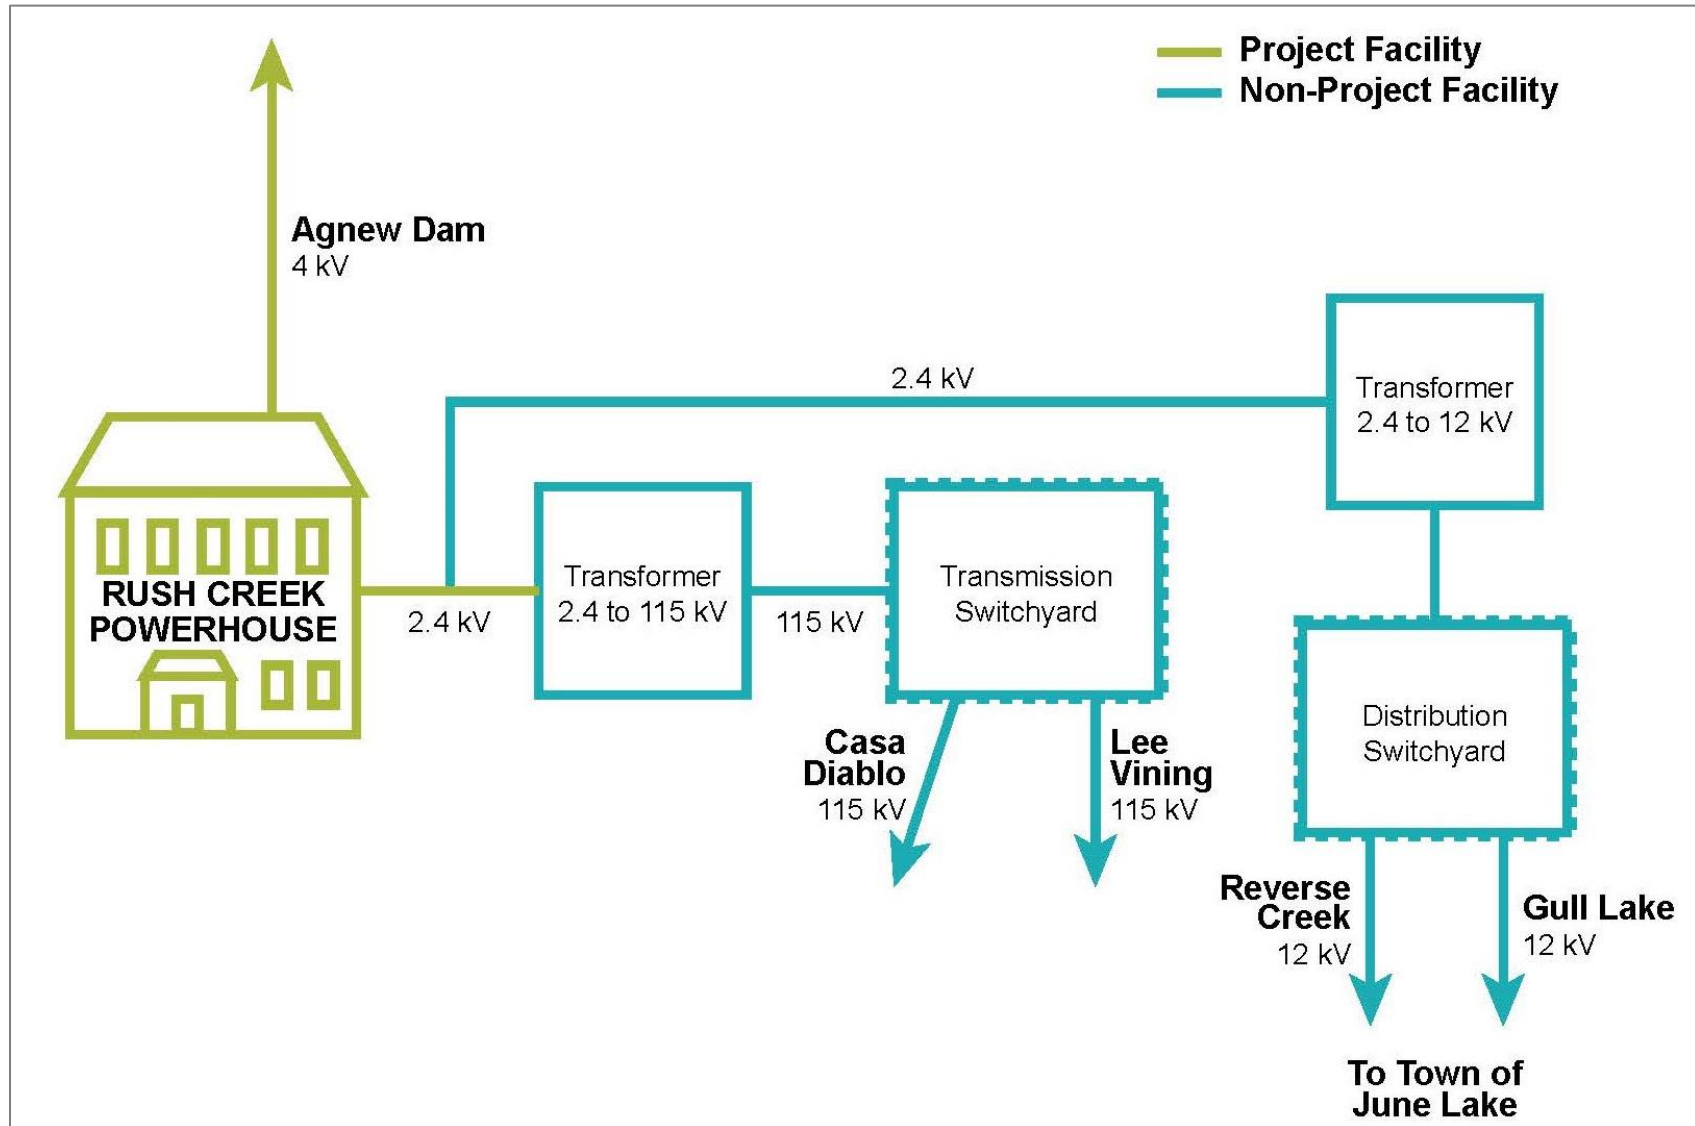 Project Facility
Non-Project Facility
Agnew Dam
4 kV
2.4 kV
Transformer
2.4 to 12 kV
RUSH CREEK
POWERHOUSE
2.4 kV
Transformer
2.4 to 115 kV
115 kV
Transmission
Switchyard
Distribution
Switchyard
Casa
Diablo
115 kV
Lee
Vining
115 kV
Reverse
Creek
12 kV
Gull Lake
12 kV
To Town of
June Lake